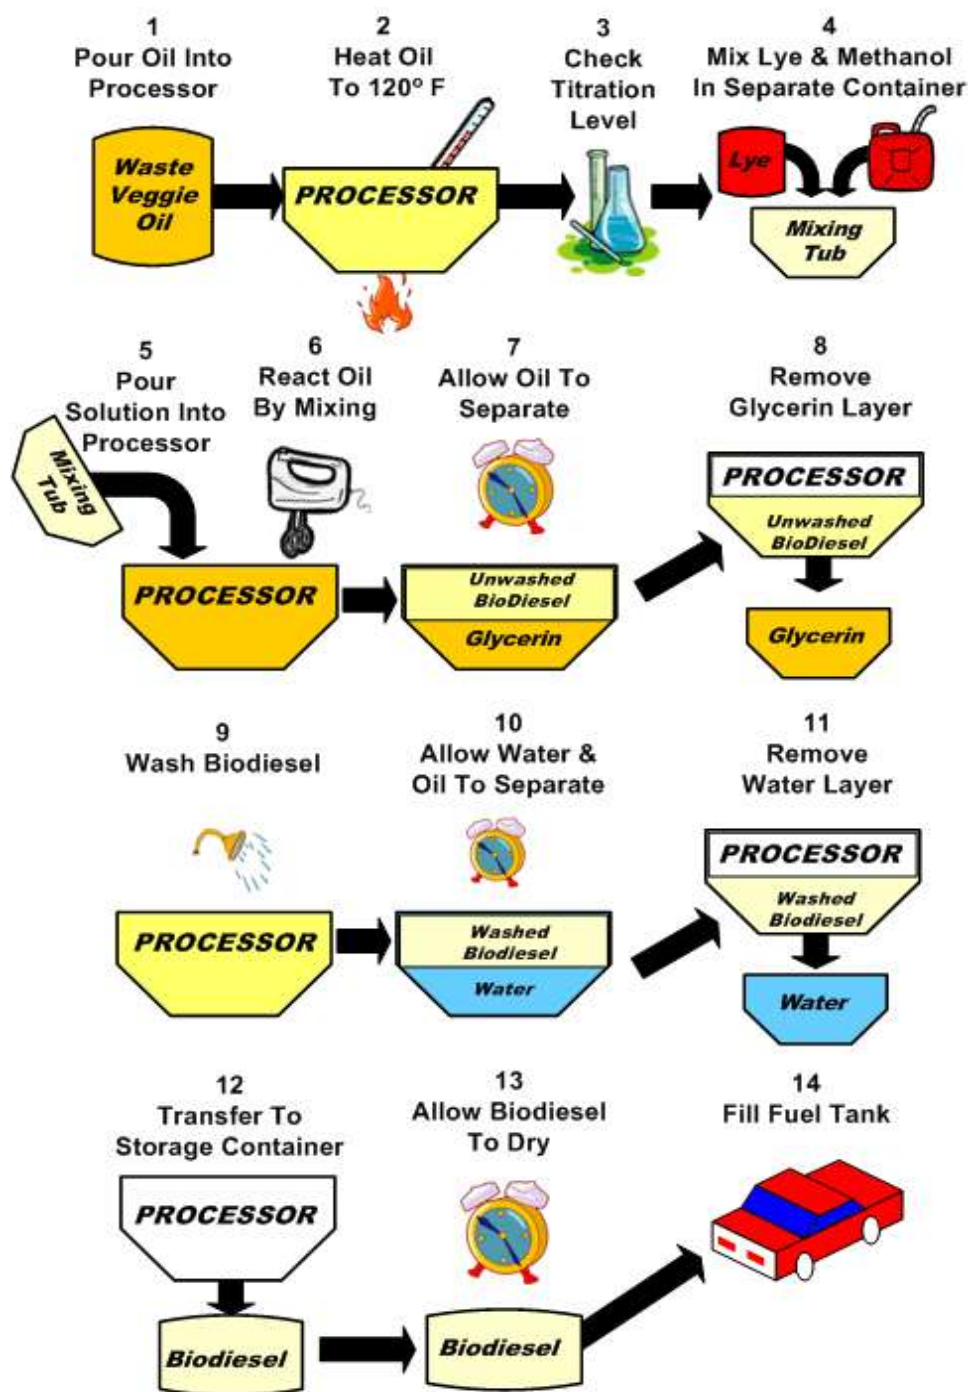 1
Pour Oil Into
Processor
Waste
Veggie
Oil
2
Heat Oil
To 120º F
PROCESSOR
3
Check
Titration
Level
4
Mix Lye & Methanol
In Separate Container
Lye
Mixing
Tub
5
Pour
Solution Into
Processor
Mixing
Tub
PROCESSOR
6
React Oil
By Mixing
7
Allow Oil To
Separate
Unwashed
BioDiesel
Glycerin
8
Remove
Glycerin Layer
PROCESSOR
Unwashed
BioDiesel
Glycerin
9
Wash Biodiesel
PROCESSOR
10
Allow Water &
Oil To Separate
Washed
Biodiesel
Water
11
Remove
Water Layer
PROCESSOR
Washed
Biodiesel
Water
12
Transfer To
Storage Container
PROCESSOR
Biodiesel
13
Allow Biodiesel
To Dry
Biodiesel
14
Fill Fuel Tank